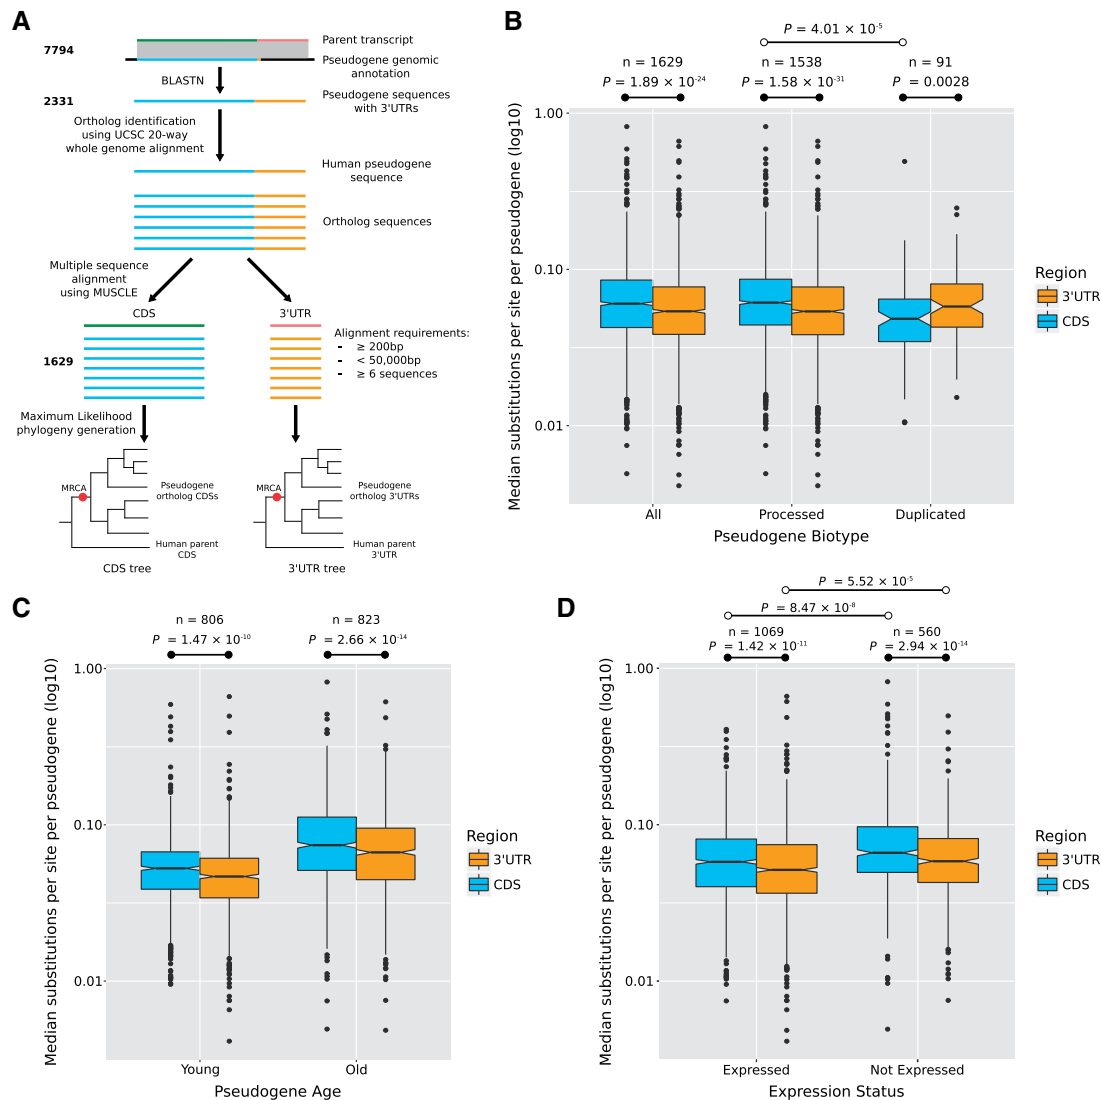 A
7794
Parent transcript
Pseudogene genomic
annotation
BLASTN
2331
Pseudogene sequences
with 3'UTRs
Ortholog identification
using UCSC 20-way
whole genome alignment
Human pseudogene
sequence
Ortholog sequences
Multiple sequence
alignment
using MUSCLE
CDS
3'UTR
Alignment requirements:
- ≥ 200bp
- < 50,000bp
- ≥ 6 sequences
1629
Maximum Likelihood
phylogeny generation
MRCA
Pseudogene
ortholog CDSs
Human parent
CDS
CDS tree
MRCA
Pseudogene
ortholog 3'UTRs
Human parent
3'UTR
3'UTR tree
B
P = 4.01 × 10-5
n = 1629
P = 1.89 × 10-24
n = 1538
P = 1.58 × 10-31
n = 91
P = 0.0028
Median substitutions per site per pseudogene (log10)
1.00
0.10
0.01
All
Processed
Duplicated
Pseudogene Biotype
Region
3'UTR
CDS
C
n = 806
P = 1.47 × 10-10
n = 823
P = 2.66 × 10-14
Median substitutions per site per pseudogene (log10)
1.00
0.10
0.01
Young
Old
Pseudogene Age
Region
3'UTR
CDS
D
P = 5.52 × 10-5
P = 8.47 × 10-8
n = 1069
P = 1.42 × 10-11
n = 560
P = 2.94 × 10-14
Median substitutions per site per pseudogene (log10)
1.00
0.10
0.01
Expressed
Not Expressed
Expression Status
Region
3'UTR
CDS